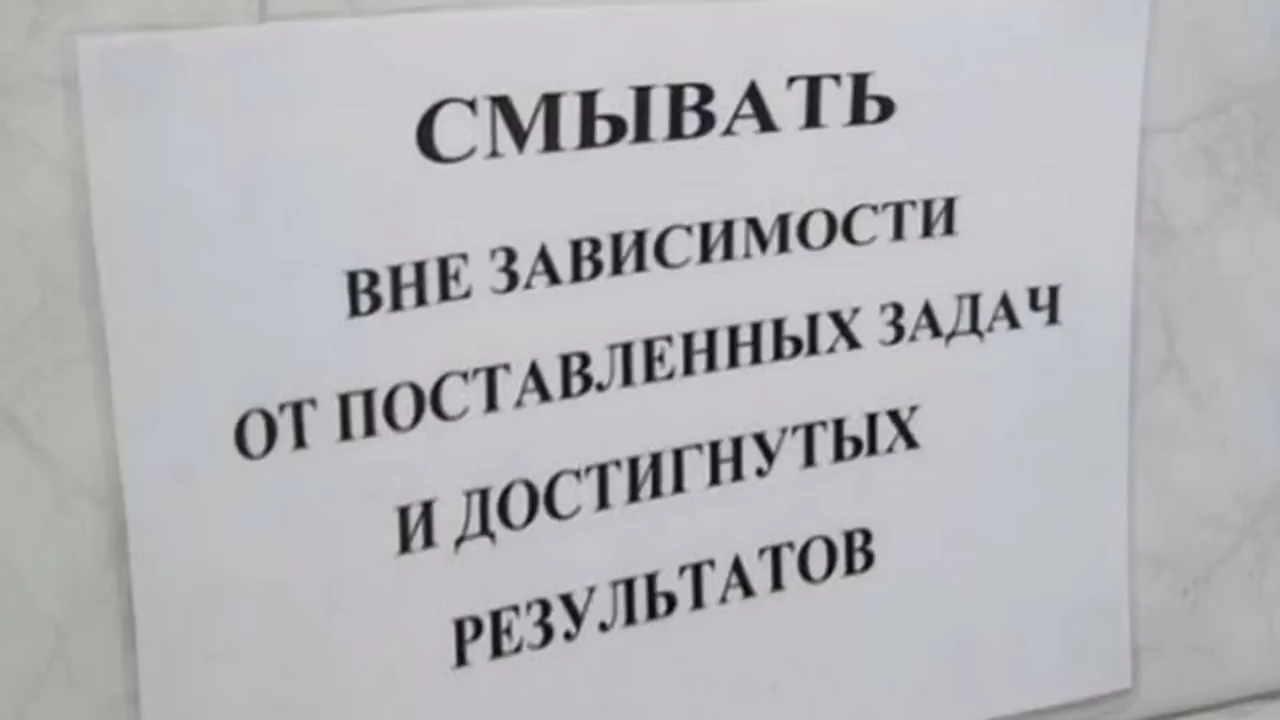 СМЫВАТЬ
ВНЕ ЗАВИСИМОСТИ
ОТ ПОСТАВЛЕННЫХ ЗАДАЧ
И ДОСТИГНУТЫХ
РЕЗУЛЬТАТОВ